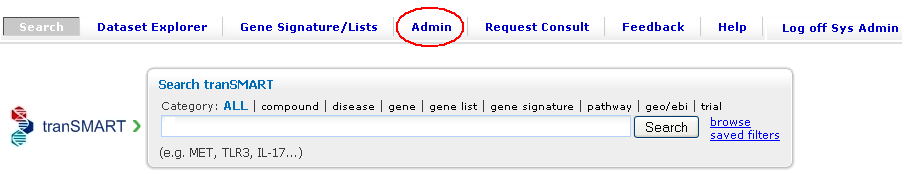 Search Dataset Explorer Gene Signature/Lists Admin Request Consult Feedback Help Log off Sys Admin
Search tranSMART
Category: ALL | compound | disease | gene | gene list | gene signature | pathway | geo/ebi | trial
tranSMART
Search
browse
saved filters
(e.g. MET, TLR3, IL-17...)